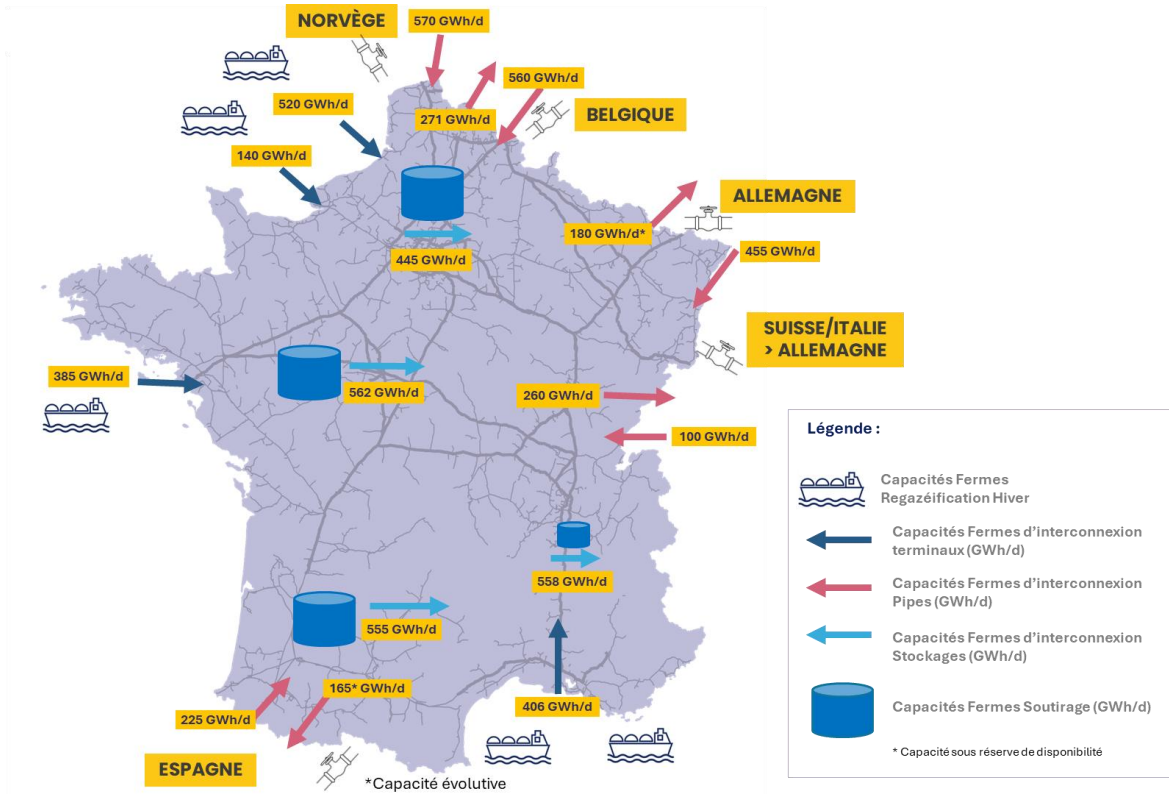 NORVÈGE
570 GWh/d
560 GWh/d
520 GWh/d
271 GWh/d
BELGIQUE
140 GWh/d
ALLEMAGNE
180 GWh/d*
445 GWh/d
455 GWh/d
SUISSE/ITALIE
> ALLEMAGNE
385 GWh/d
562 GWh/d
260 GWh/d
100 GWh/d
558 GWh/d
555 GWh/d
165* GWh/d
225 GWh/d
406 GWh/d
ESPAGNE
*Capacité évolutive
Légende :
Capacités Fermes
Regazéification Hiver
Capacités Fermes d'interconnexion
terminaux (GWh/d)
Capacités Fermes d'interconnexion
Pipes (GWh/d)
Capacités Fermes d'interconnexion
Stockages (GWh/d)
Capacités Fermes Soutirage (GWh/d)
* Capacité sous réserve de disponibilité